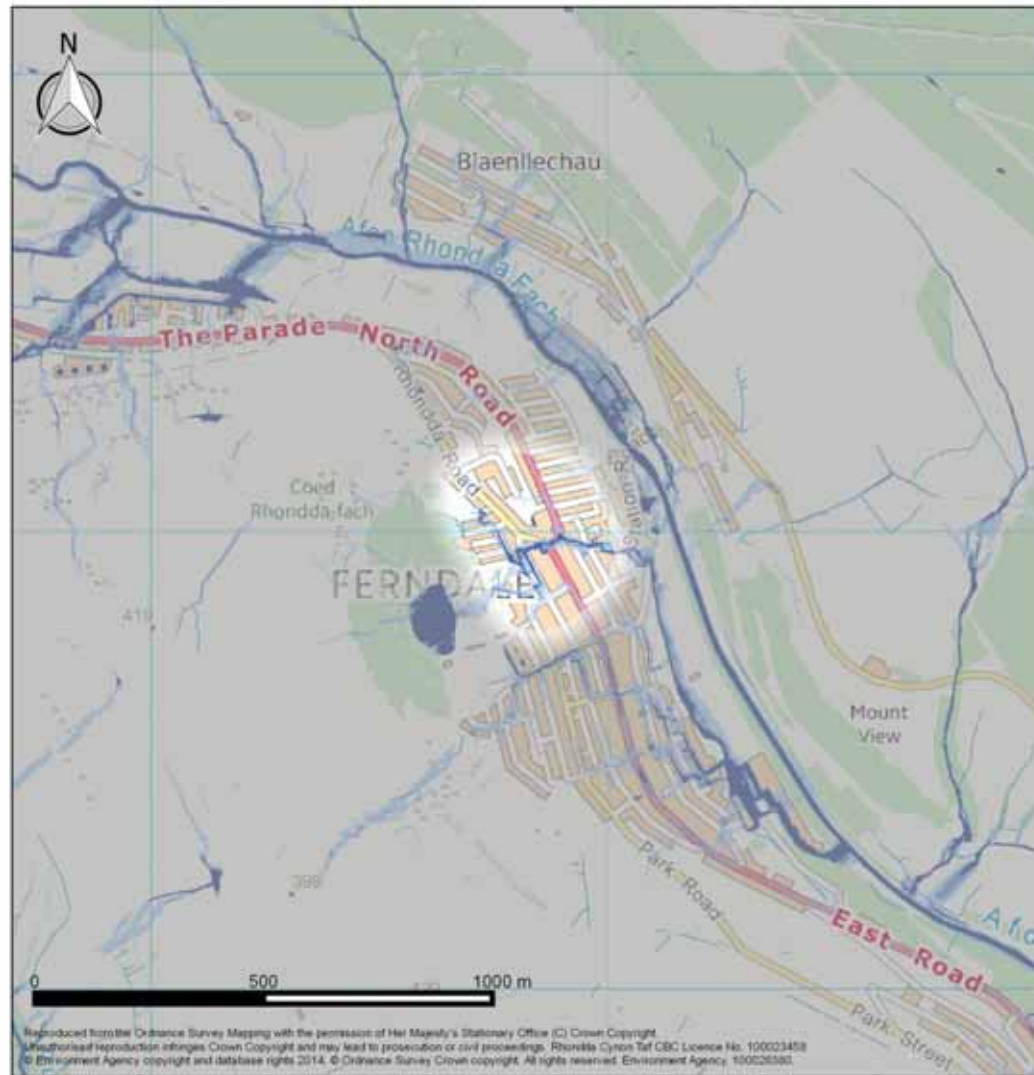 N
Blaenllechau
Afon Rhondda Fach
The Parade North Road
Rhondda Road
Coed
Rhondda-fach
Station R
FERNDALE
419
Mount
View
399
Park Road
East Road
Park Street
0 500 1000 m
Reproduced from the Ordnance Survey Mapping with the permission of Her Majesty's Stationary Office (C) Crown Copyright
Unauthorised reproduction infringes Crown Copyright and may lead to prosecution or civil proceedings. Rhondda Cynon Taf CBC Licence No. 100023458
© Environment Agency copyright and database rights 2014. © Ordnance Survey Crown copyright. All rights reserved. Environment Agency, 100026380.